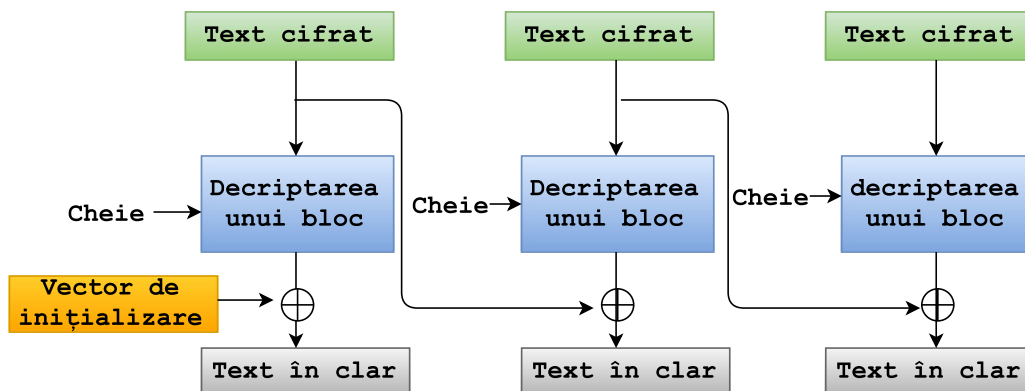 Text cifrat
Text cifrat
Text cifrat
Decriptarea
unui bloc
Decriptarea
unui bloc
decriptarea
unui bloc
Cheie
Cheie
Cheie
Vector de
inițializare
Text în clar
Text în clar
Text în clar